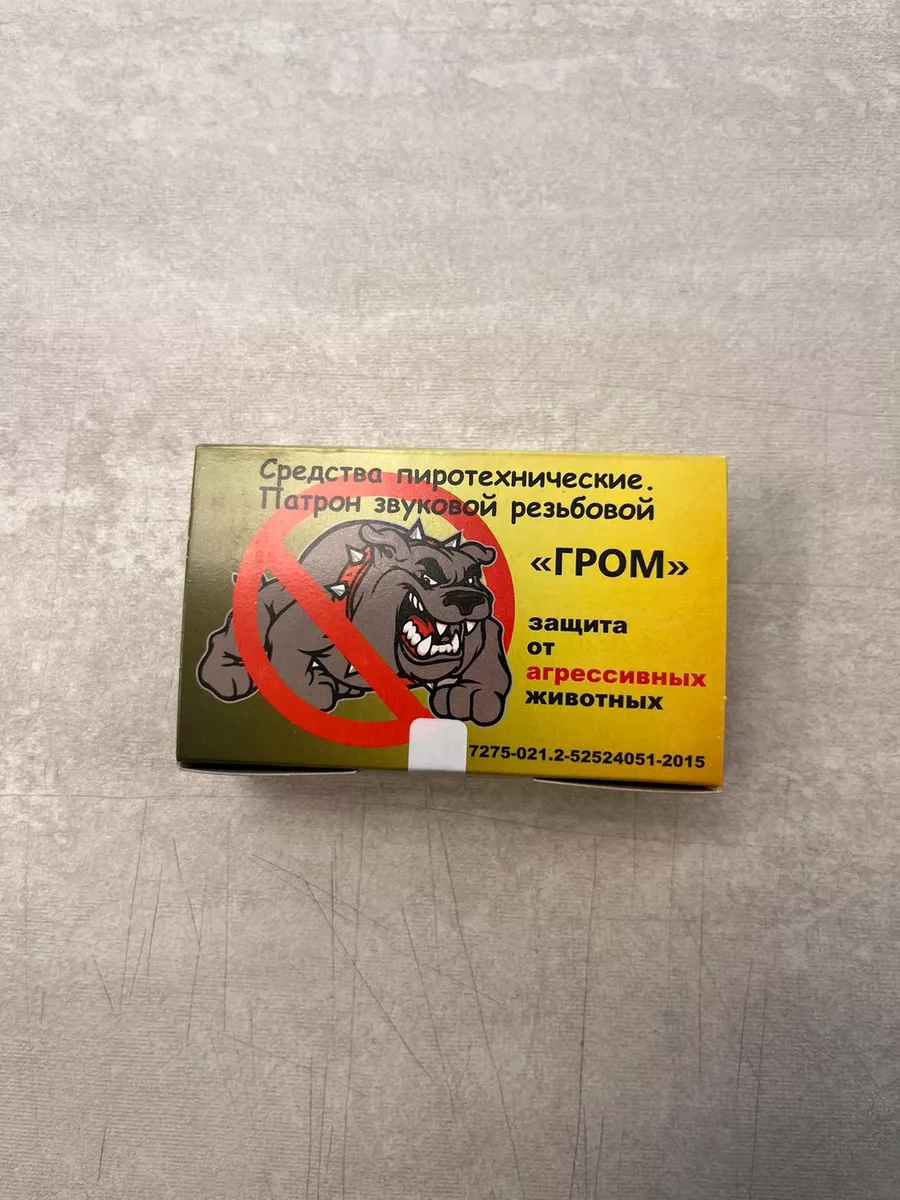 Средства пиротехнические.
Патрон звуковой резьбовой
«ГРОМ»
защита
от
агрессивных
животных
7275-021.2-52524051-2015